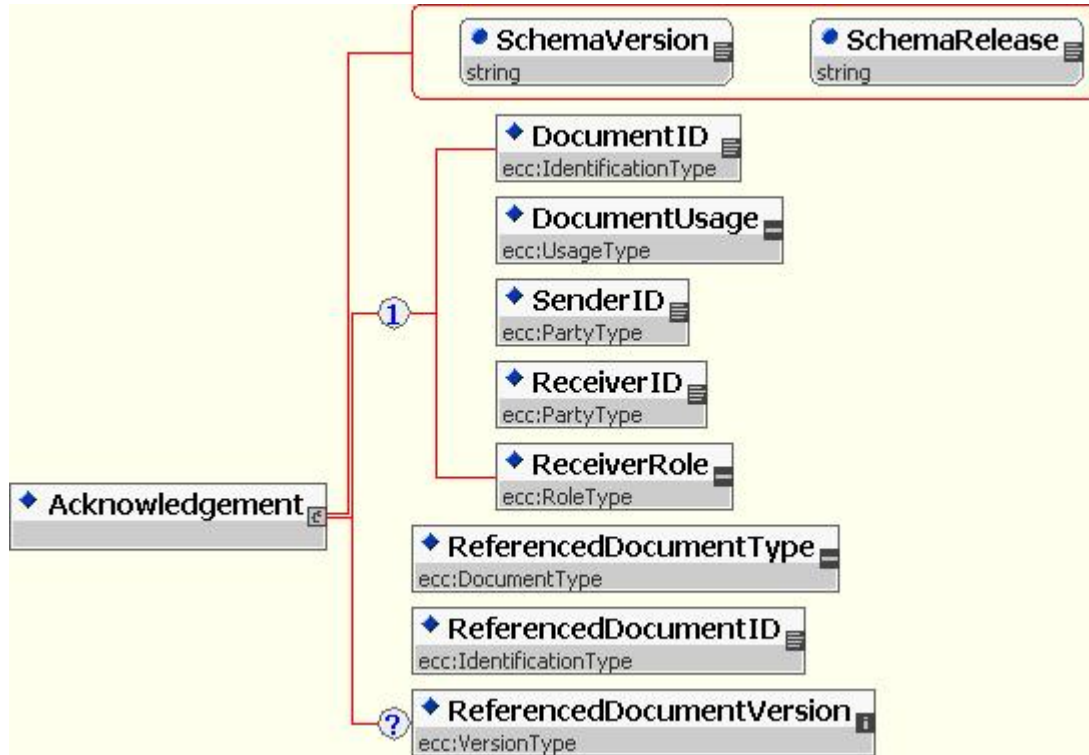 SchemaVersion SchemaRelease
string string
DocumentID
ecc:IdentificationType
DocumentUsage
ecc:UsageType
SenderID
ecc:PartyType
1
ReceiverID
ecc:PartyType
ReceiverRole
ecc:RoleType
Acknowledgement
ReferencedDocumentType
ecc:DocumentType
ReferencedDocumentID
ecc:IdentificationType
?
ReferencedDocumentVersion
ecc:VersionType